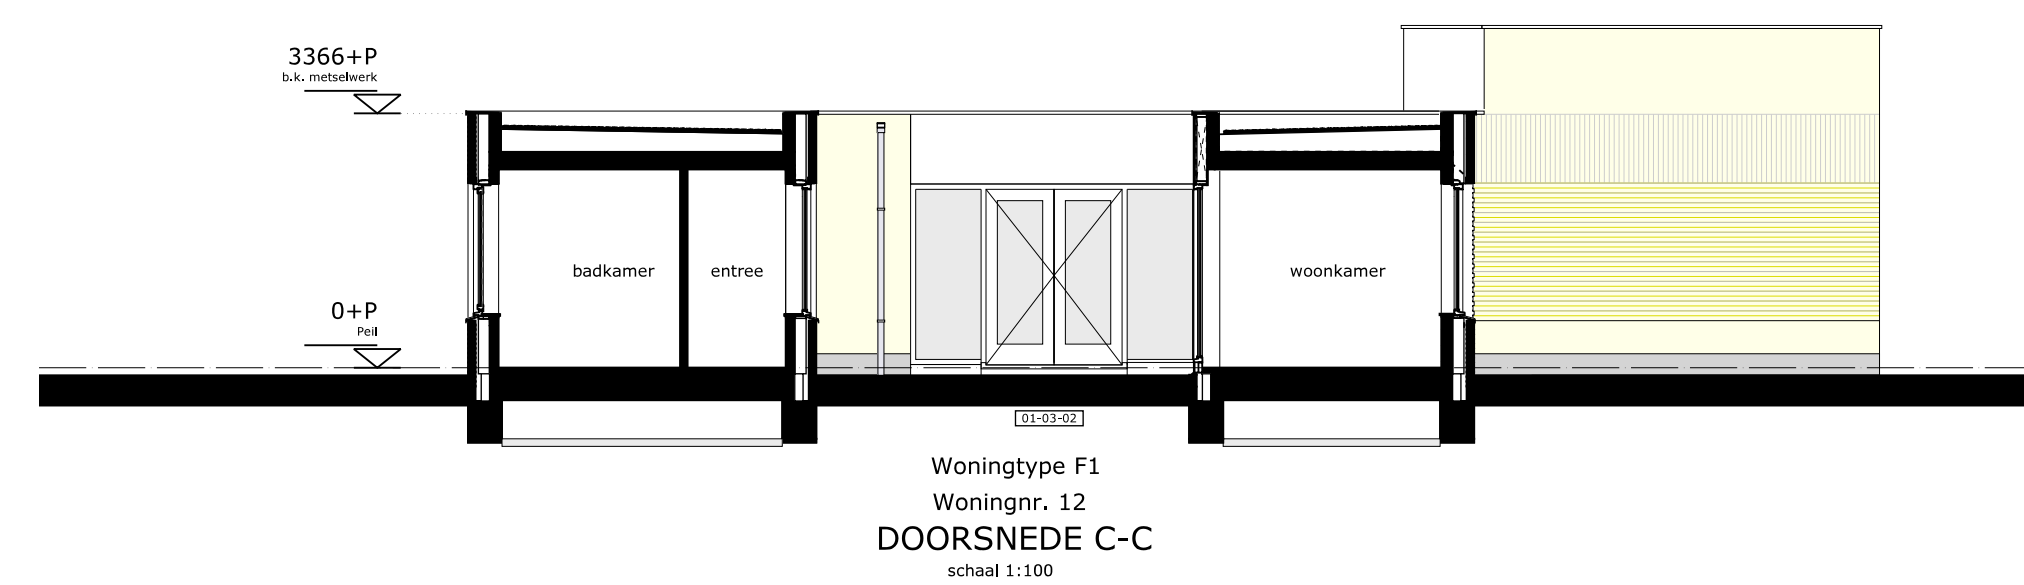 3366+P
b.k. metselwerk
badkamer
entree
woonkamer
0+P
Peil
01-03-02
Woningtype F1
Woningnr. 12
DOORSNEDE C-C
schaal 1:100